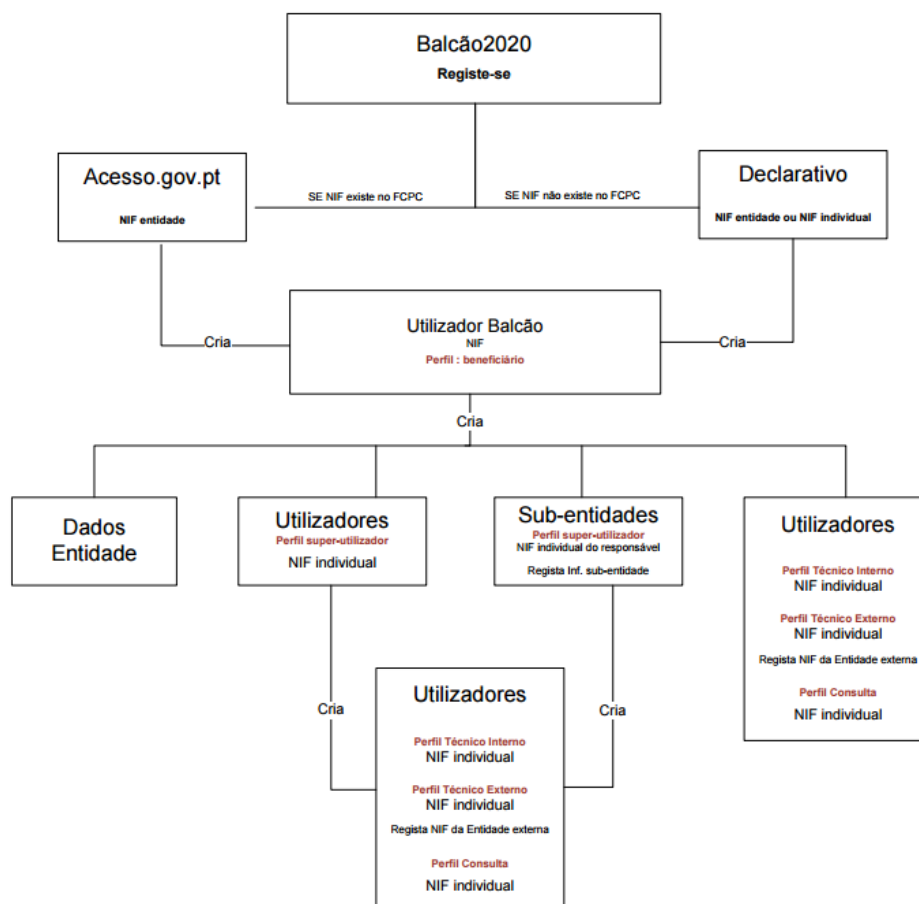 Balcão2020
Registe-se
Acesso.gov.pt
NIF entidade
SE NIF existe no FCPC
SE NIF não existe no FCPC
Declarativo
NIF entidade ou NIF individual
Cria
Utilizador Balcão
NIF
Perfil : beneficiário
Cria
Cria
Dados
Entidade
Utilizadores
Perfil super-utilizador
NIF individual
Sub-entidades
Perfil super-utilizador
NIF individual do responsável
Regista Inf. sub-entidade
Utilizadores
Perfil Técnico Interno
NIF individual
Perfil Técnico Externo
NIF individual
Regista NIF da Entidade externa
Perfil Consulta
NIF individual
Cria
Cria
Utilizadores
Perfil Técnico Interno
NIF individual
Perfil Técnico Externo
NIF individual
Regista NIF da Entidade externa
Perfil Consulta
NIF individual